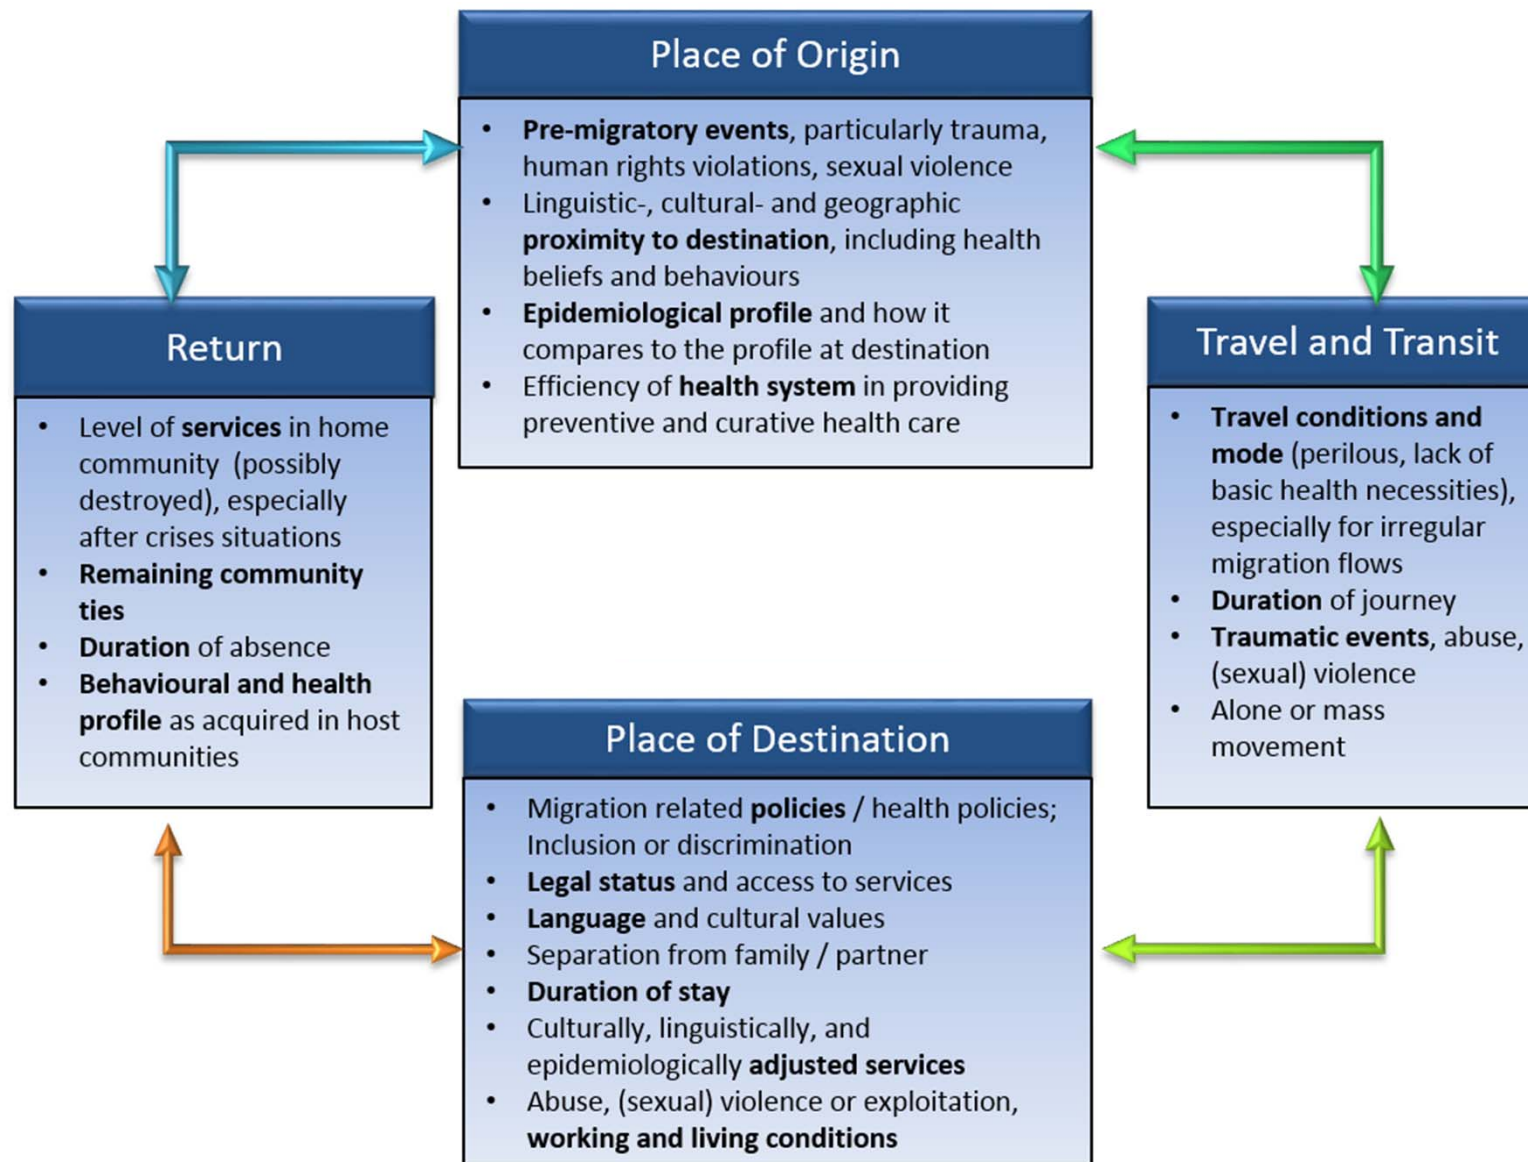 Place of Origin
• Pre-migratory events, particularly trauma,
human rights violations, sexual violence
• Linguistic-, cultural- and geographic
proximity to destination, including health
beliefs and behaviours
• Epidemiological profile and how it
compares to the profile at destination
• Efficiency of health system in providing
preventive and curative health care
Return
• Level of services in home
community (possibly
destroyed), especially
after crises situations
• Remaining community
ties
• Duration of absence
• Behavioural and health
profile as acquired in host
communities
Travel and Transit
• Travel conditions and
mode (perilous, lack of
basic health necessities),
especially for irregular
migration flows
• Duration of journey
• Traumatic events, abuse,
(sexual) violence
• Alone or mass
movement
Place of Destination
• Migration related policies / health policies;
Inclusion or discrimination
• Legal status and access to services
• Language and cultural values
• Separation from family / partner
• Duration of stay
• Culturally, linguistically, and
epidemiologically adjusted services
• Abuse, (sexual) violence or exploitation,
working and living conditions